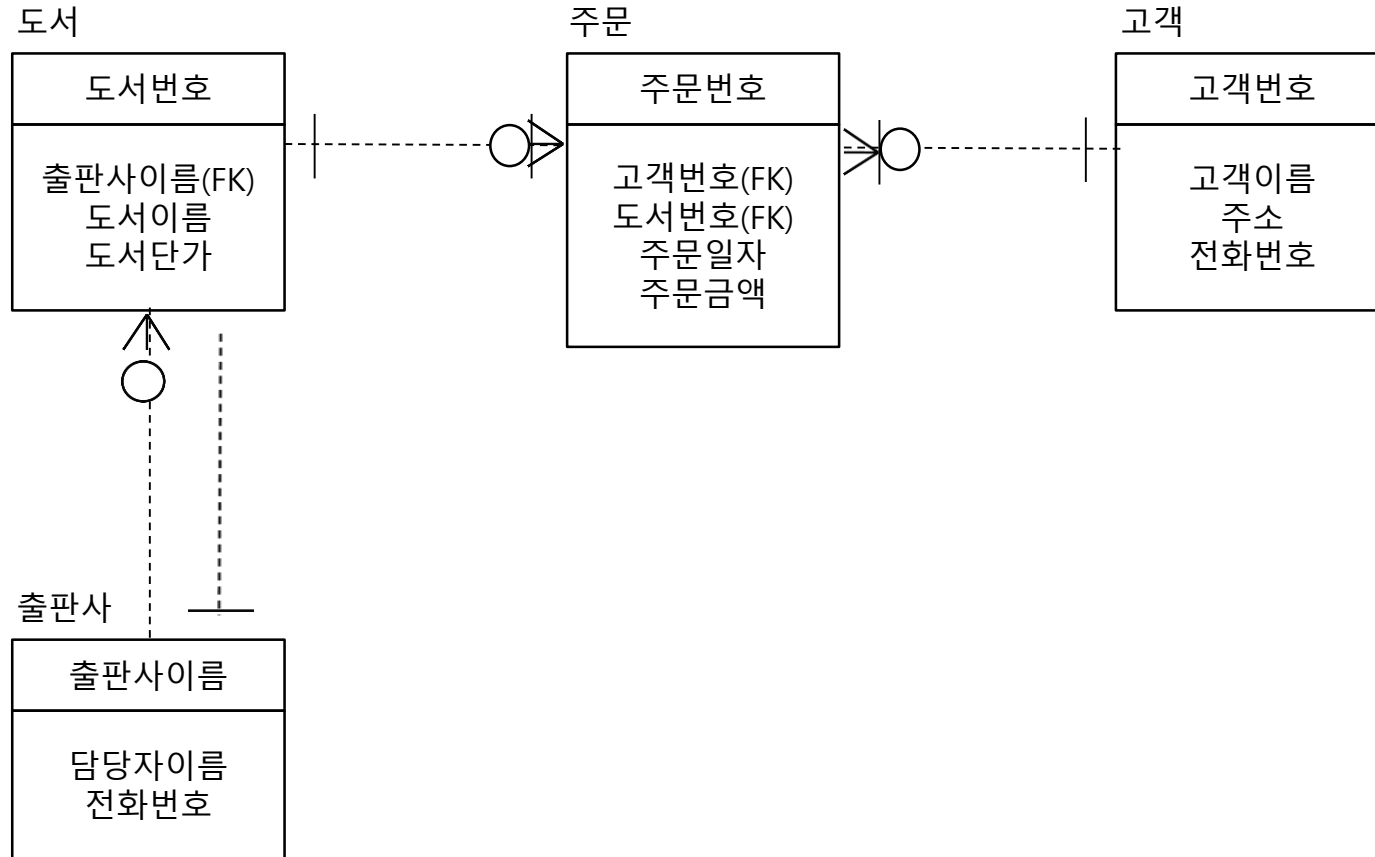 도서
도서번호
출판사이름(FK)
도서이름
도서단가
주문
주문번호
고객번호(FK)
도서번호(FK)
주문일자
주문금액
고객
고객번호
고객이름
주소
전화번호
출판사
출판사이름
담당자이름
전화번호